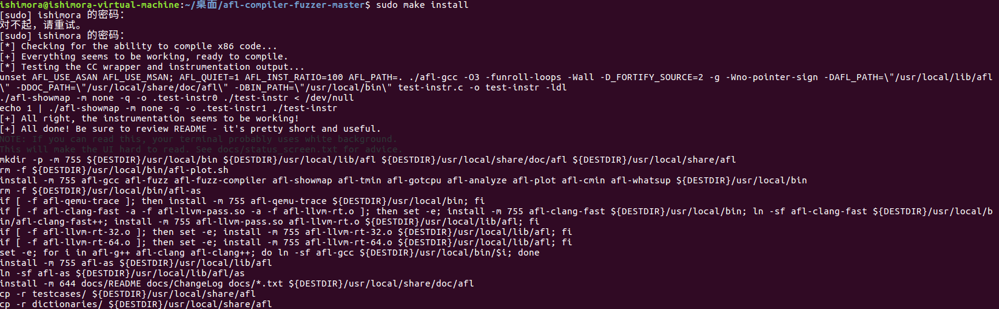 ishimora@ishimora-virtual-machine:~/桌面/afl-compiler-fuzzer-master$ sudo make install
[sudo] ishimora 的密码：
对不起，请重试。
[sudo] ishimora 的密码：
[*] Checking for the ability to compile x86 code...
[+] Everything seems to be working, ready to compile.
[*] Testing the CC wrapper and instrumentation output...
unset AFL_USE_ASAN AFL_USE_MSAN; AFL_QUIET=1 AFL_INST_RATIO=100 AFL_PATH=. ./afl-gcc -O3 -funroll-loops -Wall -D_FORTIFY_SOURCE=2 -g -Wno-pointer-sign -DAFL_PATH=\"/usr/local/lib/afl
\" -DDOC_PATH=\"/usr/local/share/doc/afl\" -DBIN_PATH=\"/usr/local/bin\" test-instr.c -o test-instr -ldl
./afl-showmap -m none -q -o .test-instr0 ./test-instr < /dev/null
echo 1 | ./afl-showmap -m none -q -o .test-instr1 ./test-instr
[+] All right, the instrumentation seems to be working!
[+] All done! Be sure to review README - it's pretty short and useful.
NOTE: If you can read this, your terminal probably uses white background.
This will make the UI hard to read. See docs/status_screen.txt for advice.
mkdir -p -m 755 ${DESTDIR}/usr/local/bin ${DESTDIR}/usr/local/lib/afl ${DESTDIR}/usr/local/share/doc/afl ${DESTDIR}/usr/local/share/afl
rm -f ${DESTDIR}/usr/local/bin/afl-plot.sh
install -m 755 afl-gcc afl-fuzz afl-fuzz-compiler afl-showmap afl-tmin afl-gotcpu afl-analyze afl-plot afl-cmin afl-whatsup ${DESTDIR}/usr/local/bin
rm -f ${DESTDIR}/usr/local/bin/afl-as
if [ -f afl-qemu-trace ]; then install -m 755 afl-qemu-trace ${DESTDIR}/usr/local/bin; fi
if [ -f afl-clang-fast -a -f afl-llvm-pass.so -a -f afl-llvm-rt.o ]; then set -e; install -m 755 afl-clang-fast ${DESTDIR}/usr/local/bin; ln -sf afl-clang-fast ${DESTDIR}/usr/local/b
in/afl-clang-fast++; install -m 755 afl-llvm-pass.so afl-llvm-rt.o ${DESTDIR}/usr/local/lib/afl; fi
if [ -f afl-llvm-rt-32.o ]; then set -e; install -m 755 afl-llvm-rt-32.o ${DESTDIR}/usr/local/lib/afl; fi
if [ -f afl-llvm-rt-64.o ]; then set -e; install -m 755 afl-llvm-rt-64.o ${DESTDIR}/usr/local/lib/afl; fi
set -e; for i in afl-g++ afl-clang afl-clang++; do ln -sf afl-gcc ${DESTDIR}/usr/local/bin/$i; done
install -m 755 afl-as ${DESTDIR}/usr/local/lib/afl
ln -sf afl-as ${DESTDIR}/usr/local/lib/afl/as
install -m 644 docs/README docs/ChangeLog docs/*.txt ${DESTDIR}/usr/local/share/doc/afl
cp -r testcases/ ${DESTDIR}/usr/local/share/afl
cp -r dictionaries/ ${DESTDIR}/usr/local/share/afl